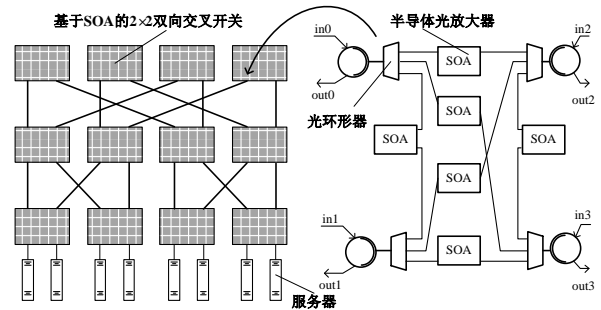 基于SOA的2×2双向交叉开关
半导体光放大器
in0
in2
SOA
out0
out2
SOA
光环形器
SOA
SOA
SOA
in1
in3
SOA
out1
out3
服务器